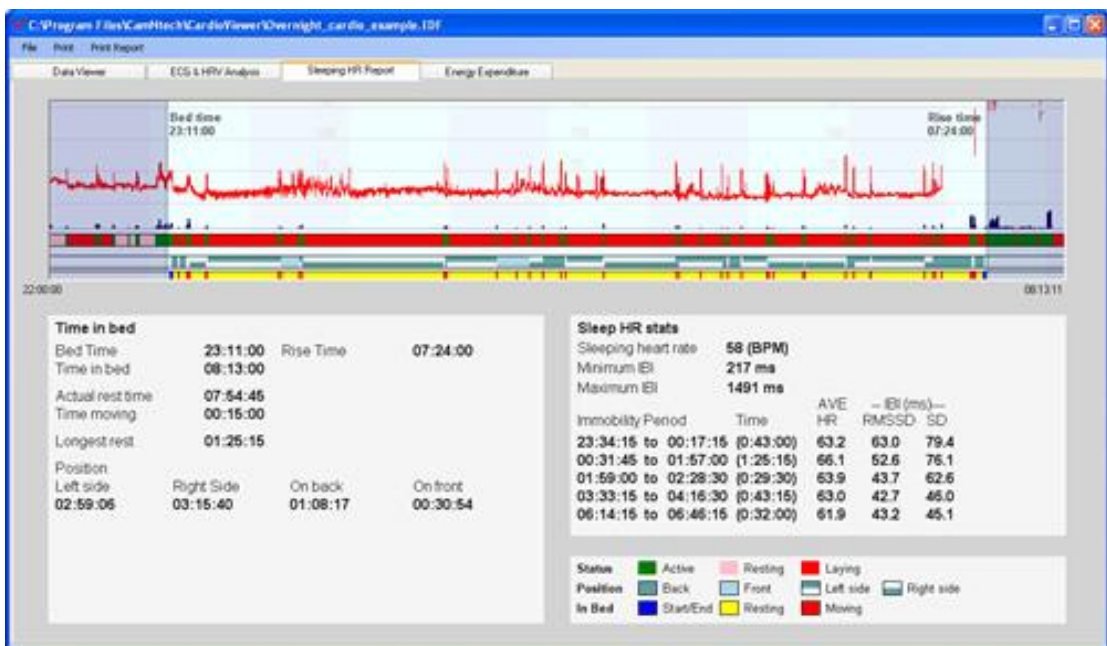 C:\Program Files\CamNtech\CardioViewer\Overnight_cardio_example.IDF
File Print Print Report
Data Viewer ECG & HRV Analysis Sleeping HR Report Energy Expenditure
Bed time Rise time
23:11:00 07:24:00
22:00:00 08:13:11
Time in bed
Bed Time 23:11:00 Rise Time 07:24:00
Time in bed 08:13:00
Actual rest time 07:54:45
Time moving 00:15:00
Longest rest 01:25:15
Position
Left side Right Side On back On front
02:59:06 03:15:40 01:08:17 00:30:54
Sleep HR stats
Sleeping heart rate 58 (BPM)
Minimum IBI 217 ms
Maximum IBI 1491 ms
AVE -- IBI (ms)--
Immobility Period Time HR RMSSD SD
23:34:15 to 00:17:15 (0:43:00) 63.2 63.0 79.4
00:31:45 to 01:57:00 (1:25:15) 66.1 52.6 76.1
01:59:00 to 02:28:30 (0:29:30) 63.9 43.7 62.6
03:33:15 to 04:16:30 (0:43:15) 63.0 42.7 46.0
06:14:15 to 06:46:15 (0:32:00) 61.9 43.2 45.1
Status Active Resting Laying
Position Back Front Left side Right side
In Bed Start/End Resting Moving